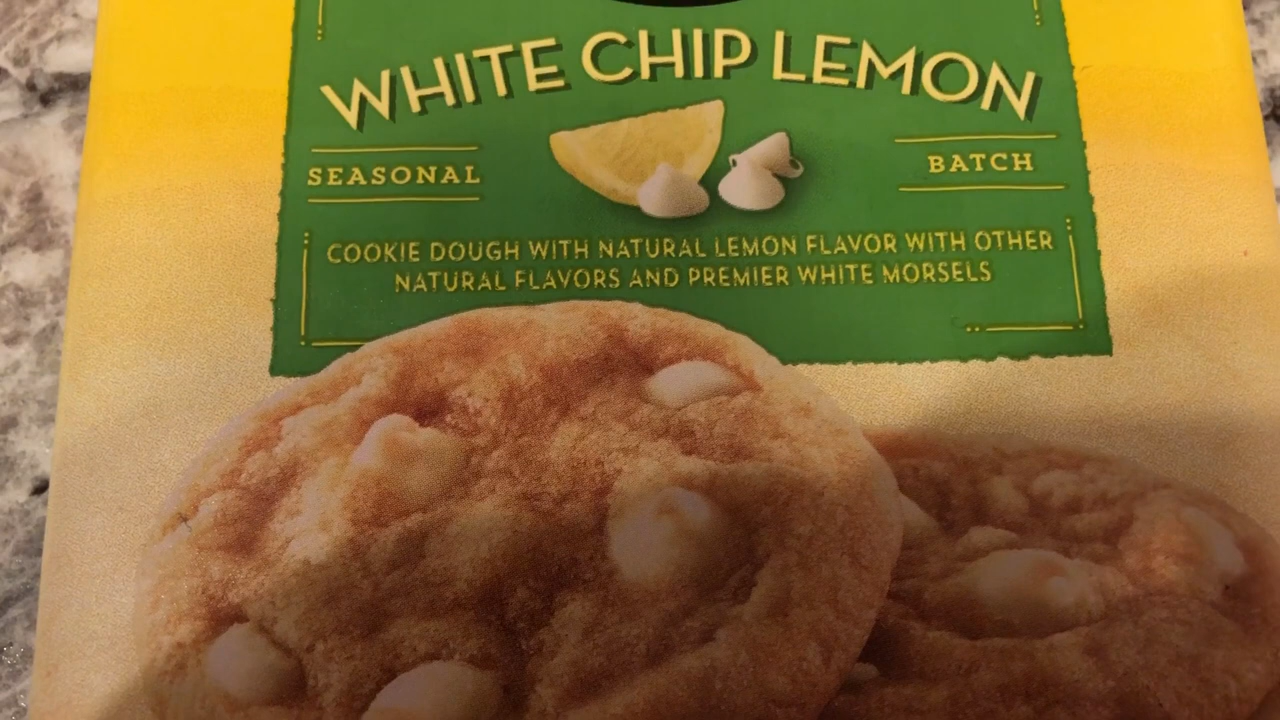 WHITE CHIP LEMON
SEASONAL
BATCH
COOKIE DOUGH WITH NATURAL LEMON FLAVOR WITH OTHER
NATURAL FLAVORS AND PREMIER WHITE MORSELS